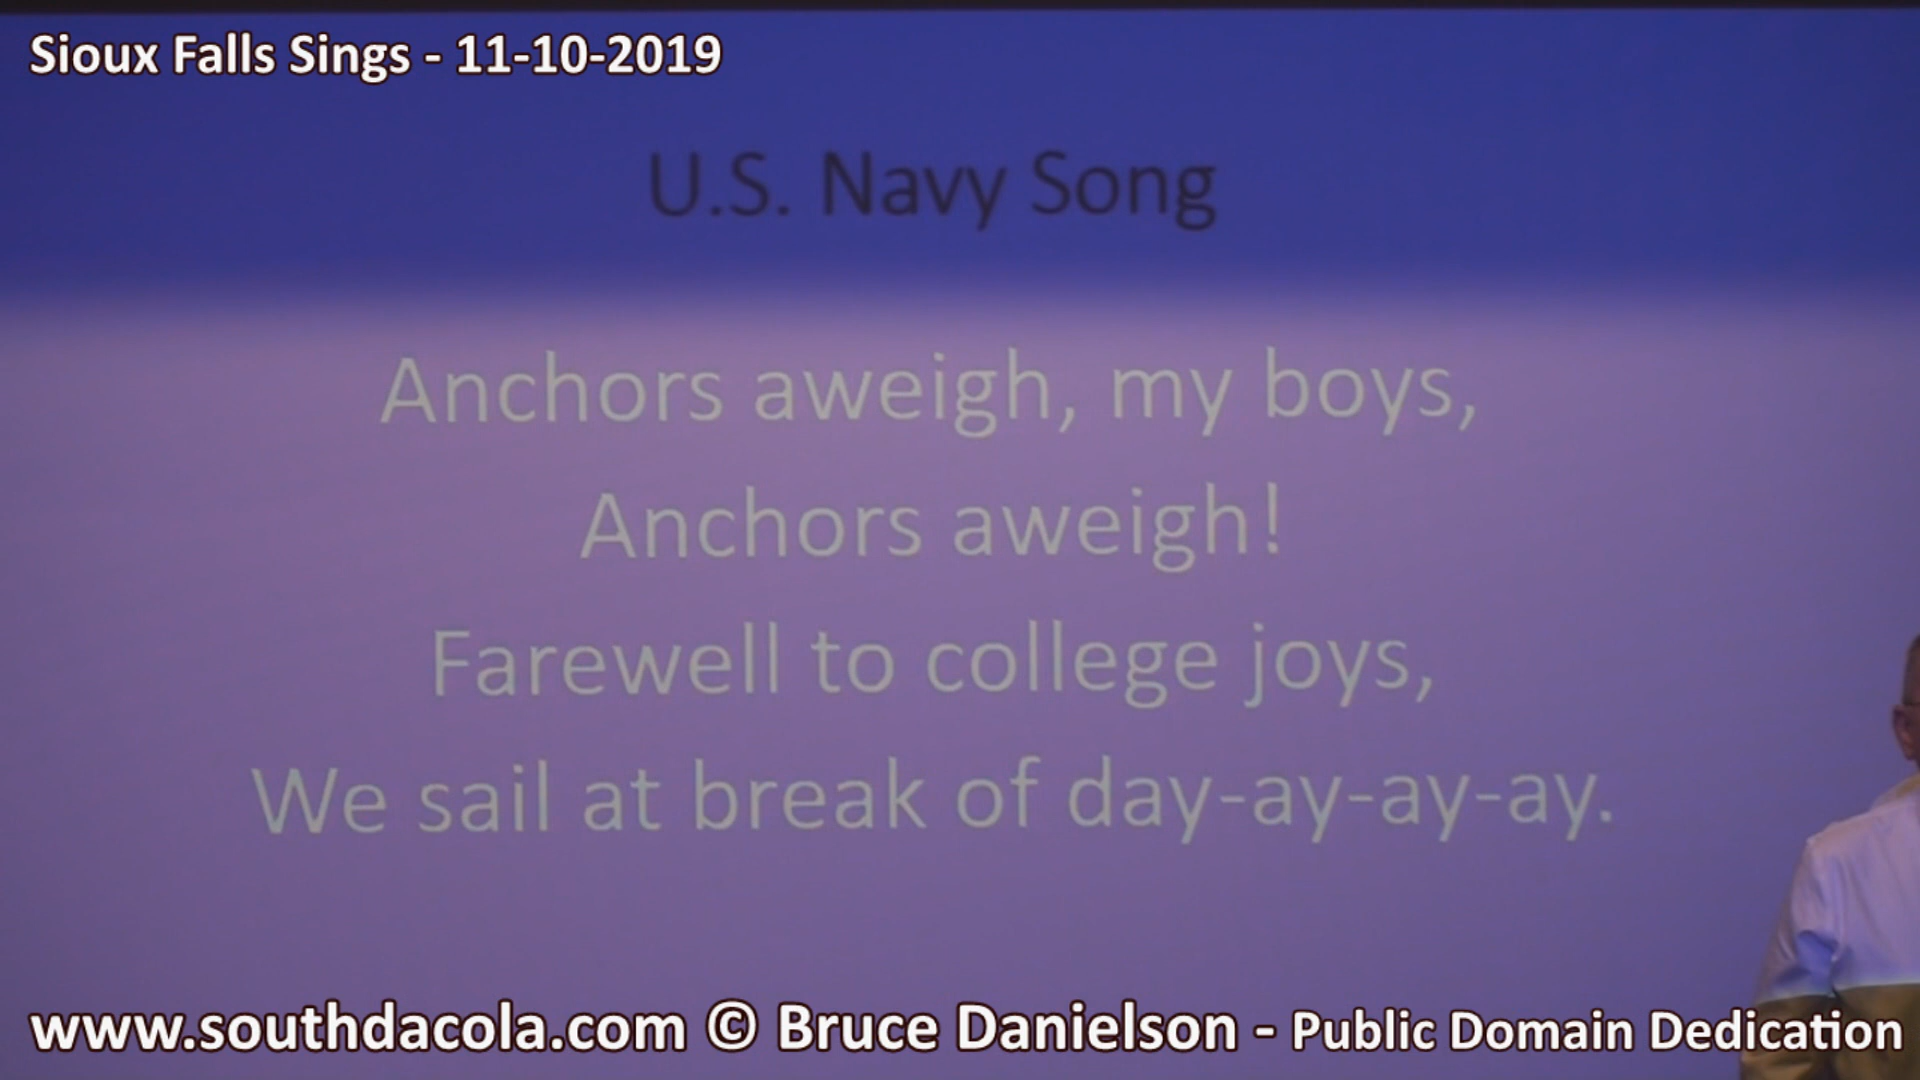 Sioux Falls Sings - 11-10-2019
U.S. Navy Song
Anchors aweigh, my boys,
Anchors aweigh!
Farewell to college joys,
We sail at break of day-ay-ay-ay.
www.southdacola.com © Bruce Danielson - Public Domain Dedication